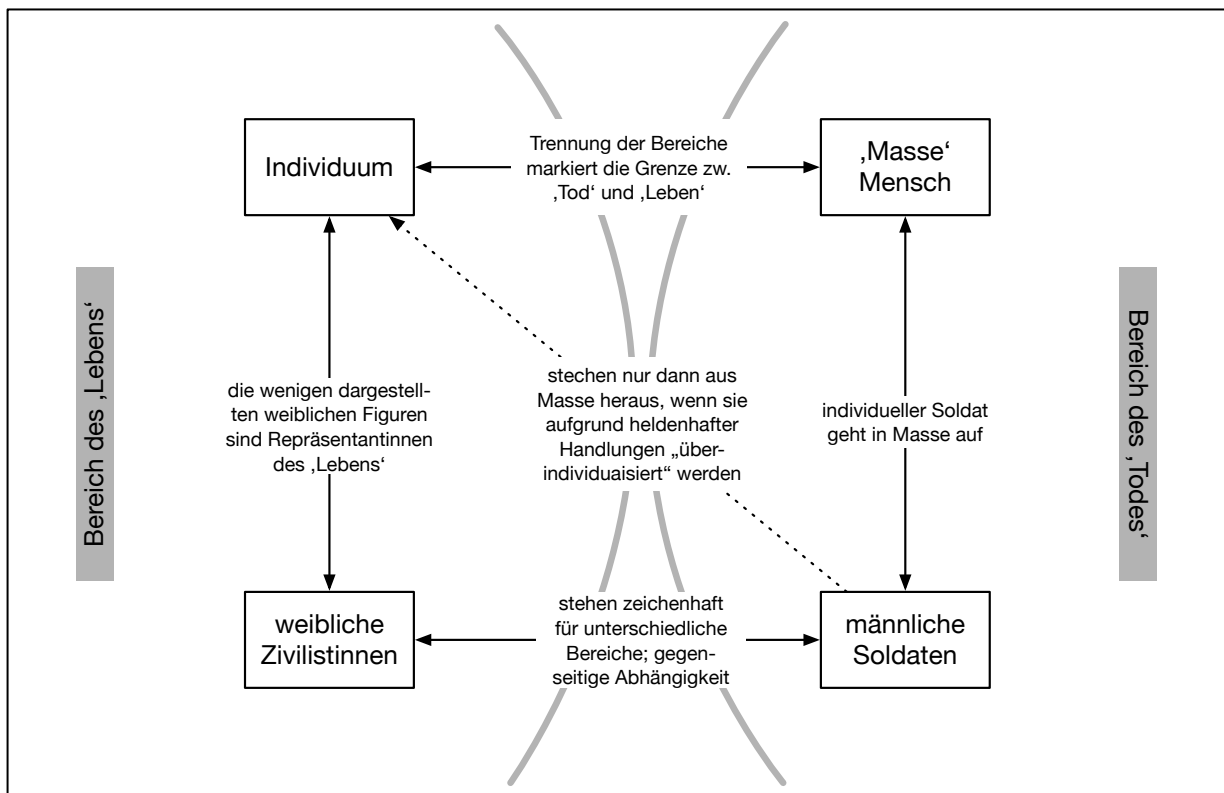 Individuum
Trennung der Bereiche
markiert die Grenze zw.
‚Tod‘ und ‚Leben‘
‚Masse‘
Mensch
Bereich des ‚Lebens‘
die wenigen dargestell-
ten weiblichen Figuren
sind Repräsentantinnen
des ‚Lebens‘
stechen nur dann aus
Masse heraus, wenn sie
aufgrund heldenhafter
Handlungen „über-
individuaisiert“ werden
individueller Soldat
geht in Masse auf
Bereich des ‚Todes‘
weibliche
Zivilistinnen
stehen zeichenhaft
für unterschiedliche
Bereiche; gegen-
seitige Abhängigkeit
männliche
Soldaten